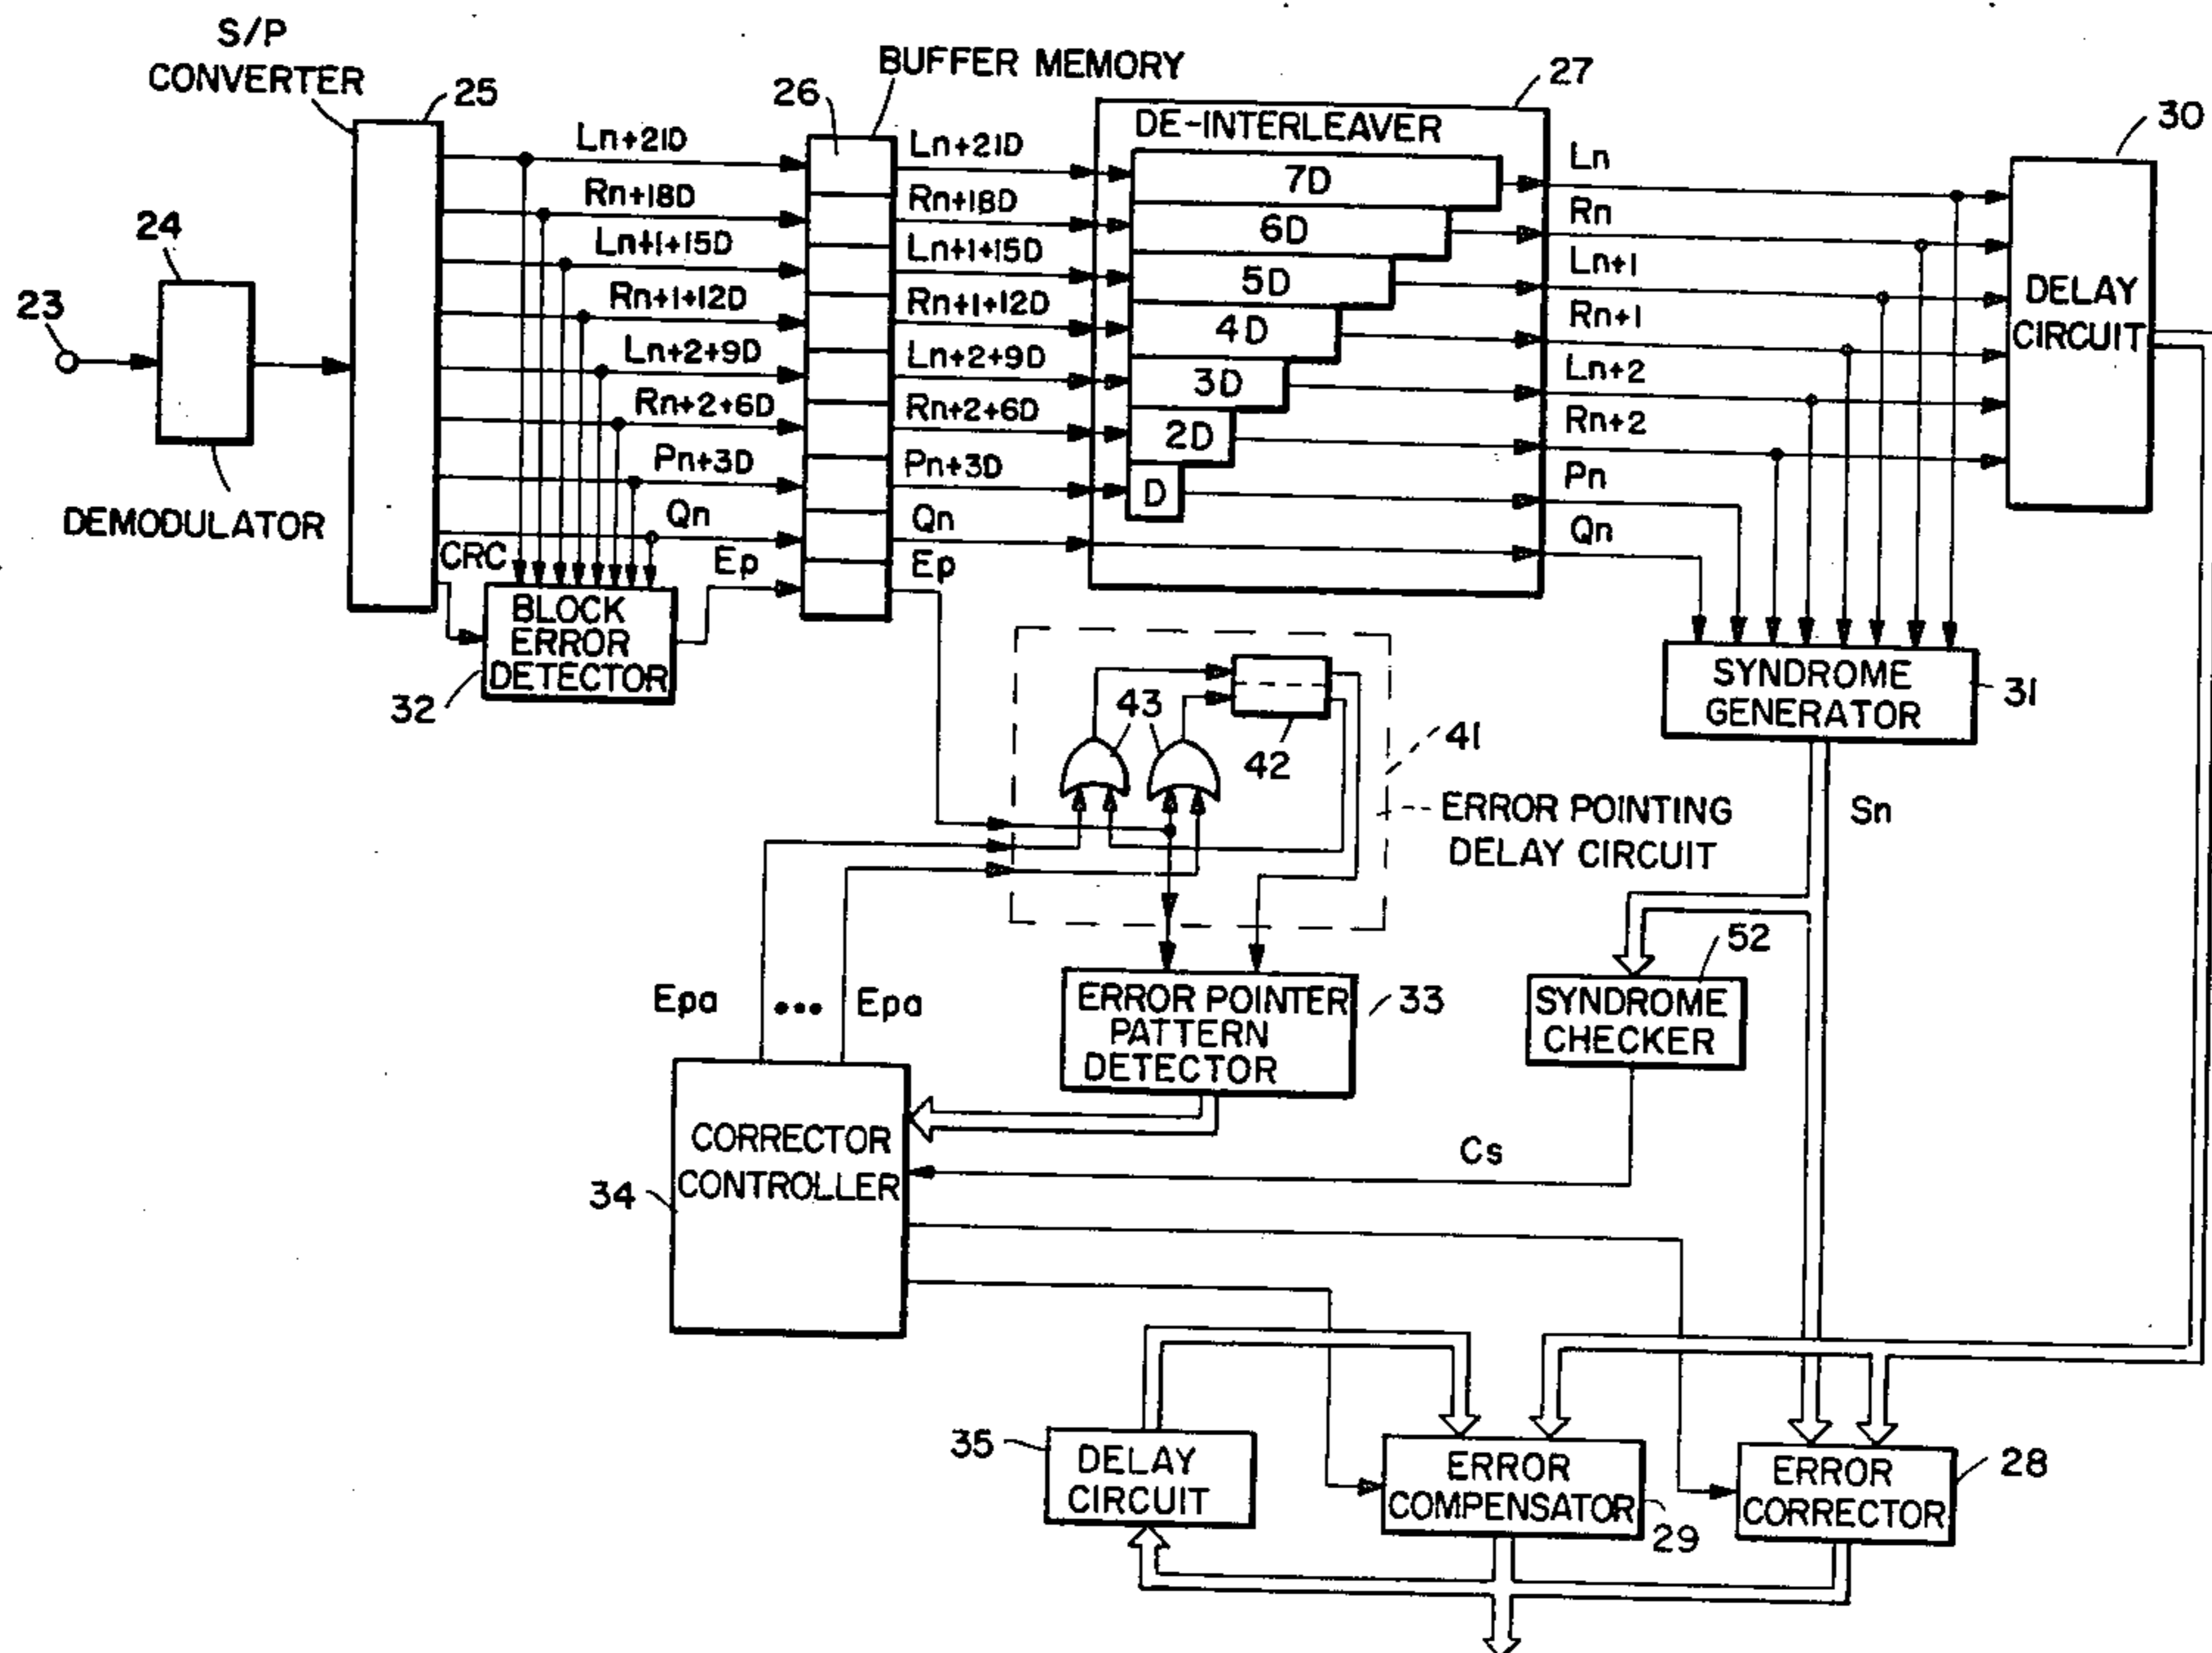 S/P
CONVERTER
25
26
BUFFER MEMORY
27
30
24
23
DEMODULATOR
Ln+21D
Rn+18D
Ln+1+15D
Rn+1+12D
Ln+2+9D
Rn+2+6D
Pn+3D
Qn
CRC
Ep
Ln+21D
Rn+18D
Ln+1+15D
Rn+1+12D
Ln+2+9D
Rn+2+6D
Pn+3D
Qn
Ep
DE-INTERLEAVER
7D
6D
5D
4D
3D
2D
D
Ln
Rn
Ln+1
Rn+1
Ln+2
Rn+2
Pn
Qn
DELAY
CIRCUIT
BLOCK
ERROR
DETECTOR
32
SYNDROME
GENERATOR
31
43
42
41
ERROR POINTING
DELAY CIRCUIT
Sn
52
SYNDROME
CHECKER
Epa ••• Epa
ERROR POINTER
PATTERN
DETECTOR
33
CORRECTOR
CONTROLLER
34
Cs
35
DELAY
CIRCUIT
ERROR
COMPENSATOR
29
ERROR
CORRECTOR
28